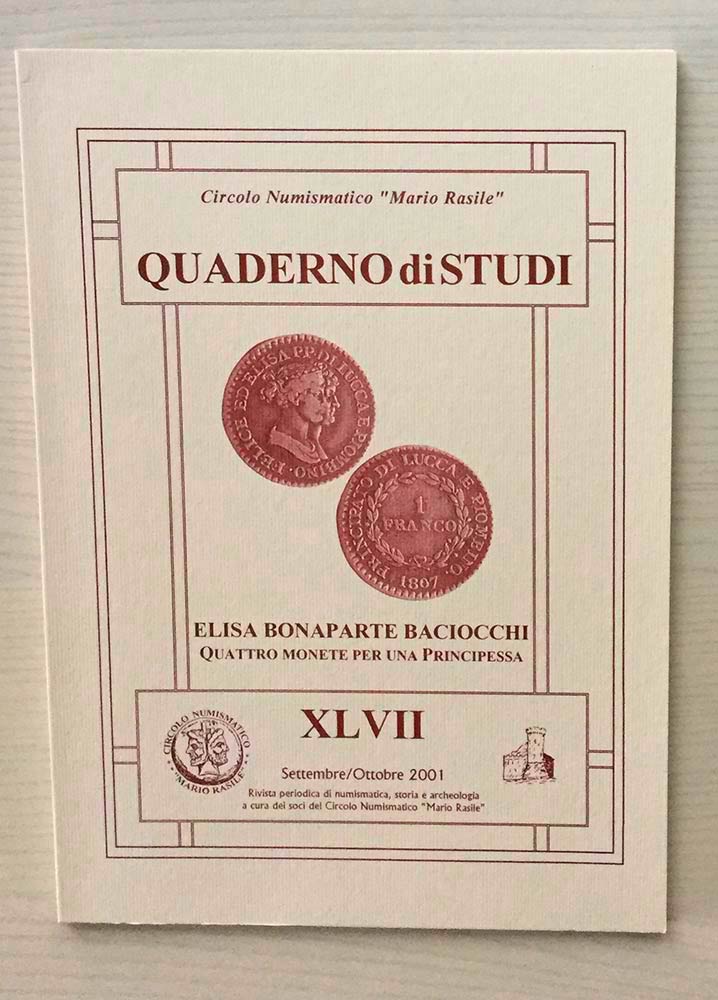 Circolo Numismatico "Mario Rasile"
QUADERNO di STUDI
FELICE ED ELISA PP. DI LUCCA E PIOMBINO.
PRINCIPATO DI LUCCA E PIOMBINO.
1
FRANCO
1807
ELISA BONAPARTE BACIOCCHI
QUATTRO MONETE PER UNA PRINCIPESSA
XLVII
CIRCOLO NUMISMATICO
"MARIO RASILE"
Settembre/Ottobre 2001
Rivista periodica di numismatica, storia e archeologia
a cura dei soci del Circolo Numismatico "Mario Rasile"